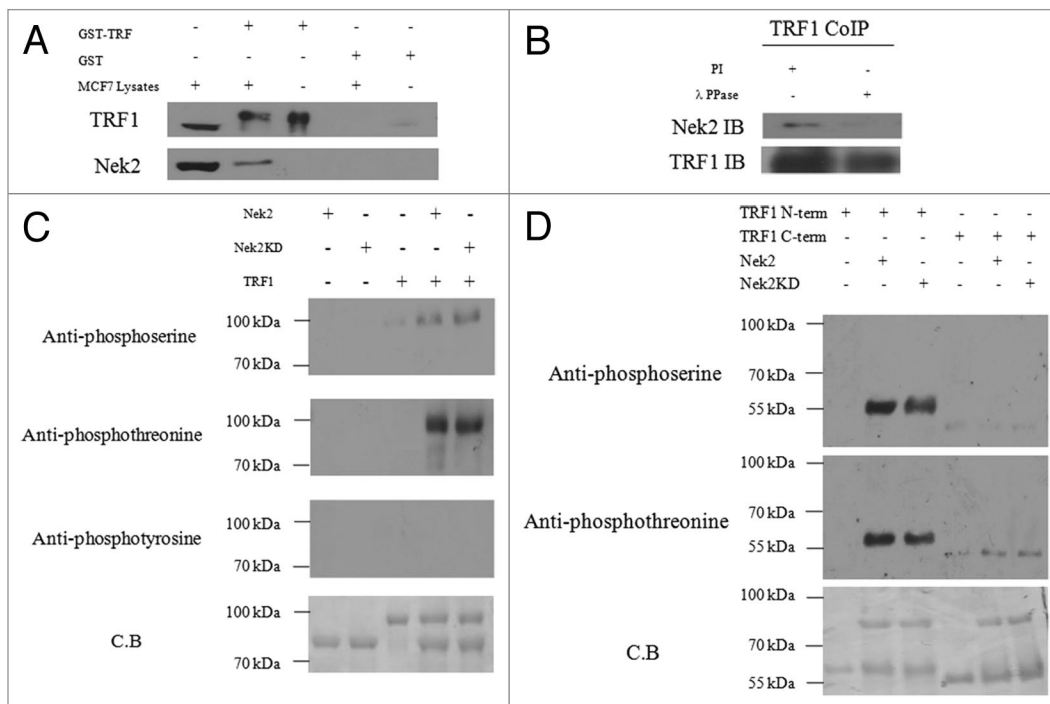 A
GST-TRF - + + - -
GST - - - + +
MCF7 Lysates + + - + -
TRF1
Nek2
B
TRF1 CoIP
PI + -
λ PPase - +
Nek2 IB
TRF1 IB
C
Nek2 + - - + -
Nek2KD - + - - +
TRF1 - - + + +
Anti-phosphoserine
100 kDa
70 kDa
Anti-phosphothreonine
100 kDa
70 kDa
Anti-phosphotyrosine
100 kDa
70 kDa
C.B
100 kDa
70 kDa
D
TRF1 N-term + + + - - -
TRF1 C-term - - - + + +
Nek2 - + - - + -
Nek2KD - - + - - +
Anti-phosphoserine
100 kDa
70 kDa
55 kDa
Anti-phosphothreonine
100 kDa
70 kDa
55 kDa
C.B
100 kDa
70 kDa
55 kDa